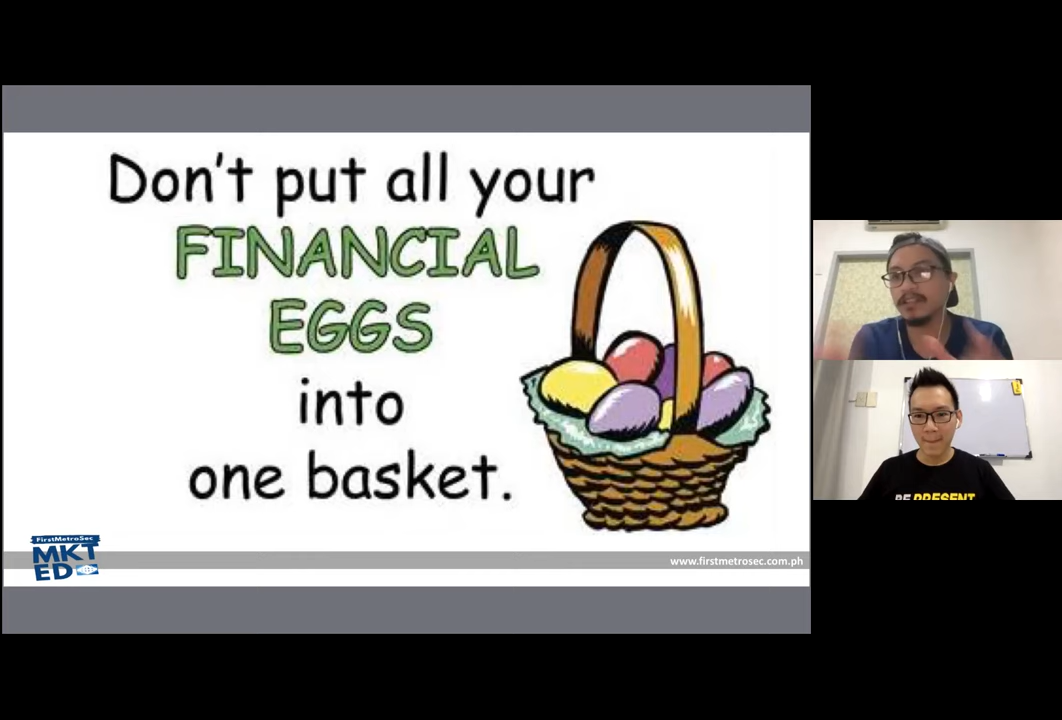 Don't put all your
FINANCIAL
EGGS
into
one basket.
FirstMetroSec
MKT
ED
www.firstmetrosec.com.ph
BE PRESENT